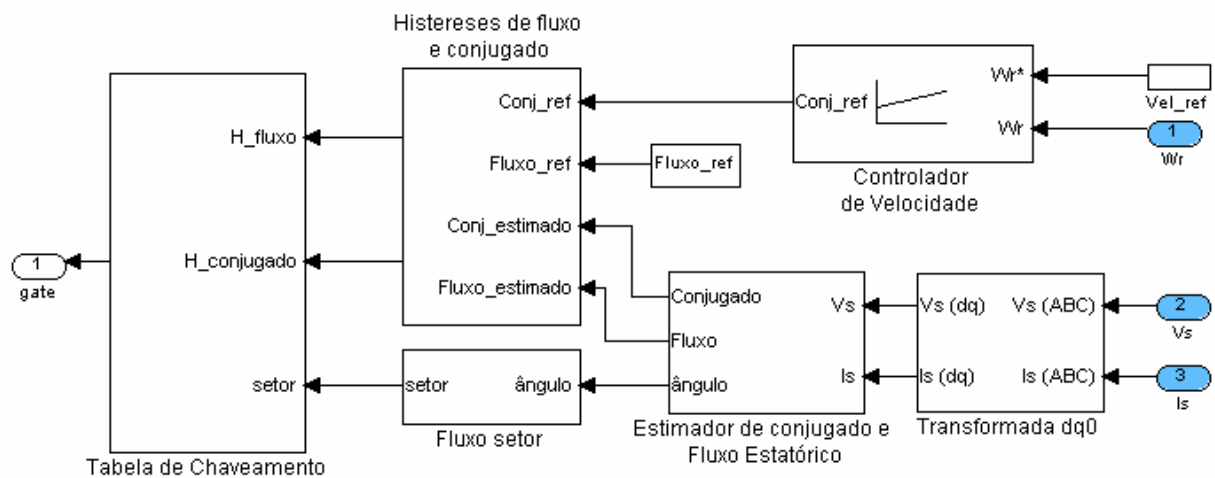 Histereses de fluxo
e conjugado
Conj_ref
Fluxo_ref
Conj_estimado
Fluxo_estimado
H_fluxo
H_conjugado
setor
Tabela de Chaveamento
1
gate
Conj_ref
Wr*
Wr
Controlador
de Velocidade
Vel_ref
1
Wr
Fluxo_ref
setor
ângulo
Fluxo setor
Conjugado
Fluxo
ângulo
Vs
Is
Estimador de conjugado e
Fluxo Estatórico
Vs (dq)
Vs (ABC)
Is (dq)
Is (ABC)
Transformada dq0
2
Vs
3
Is